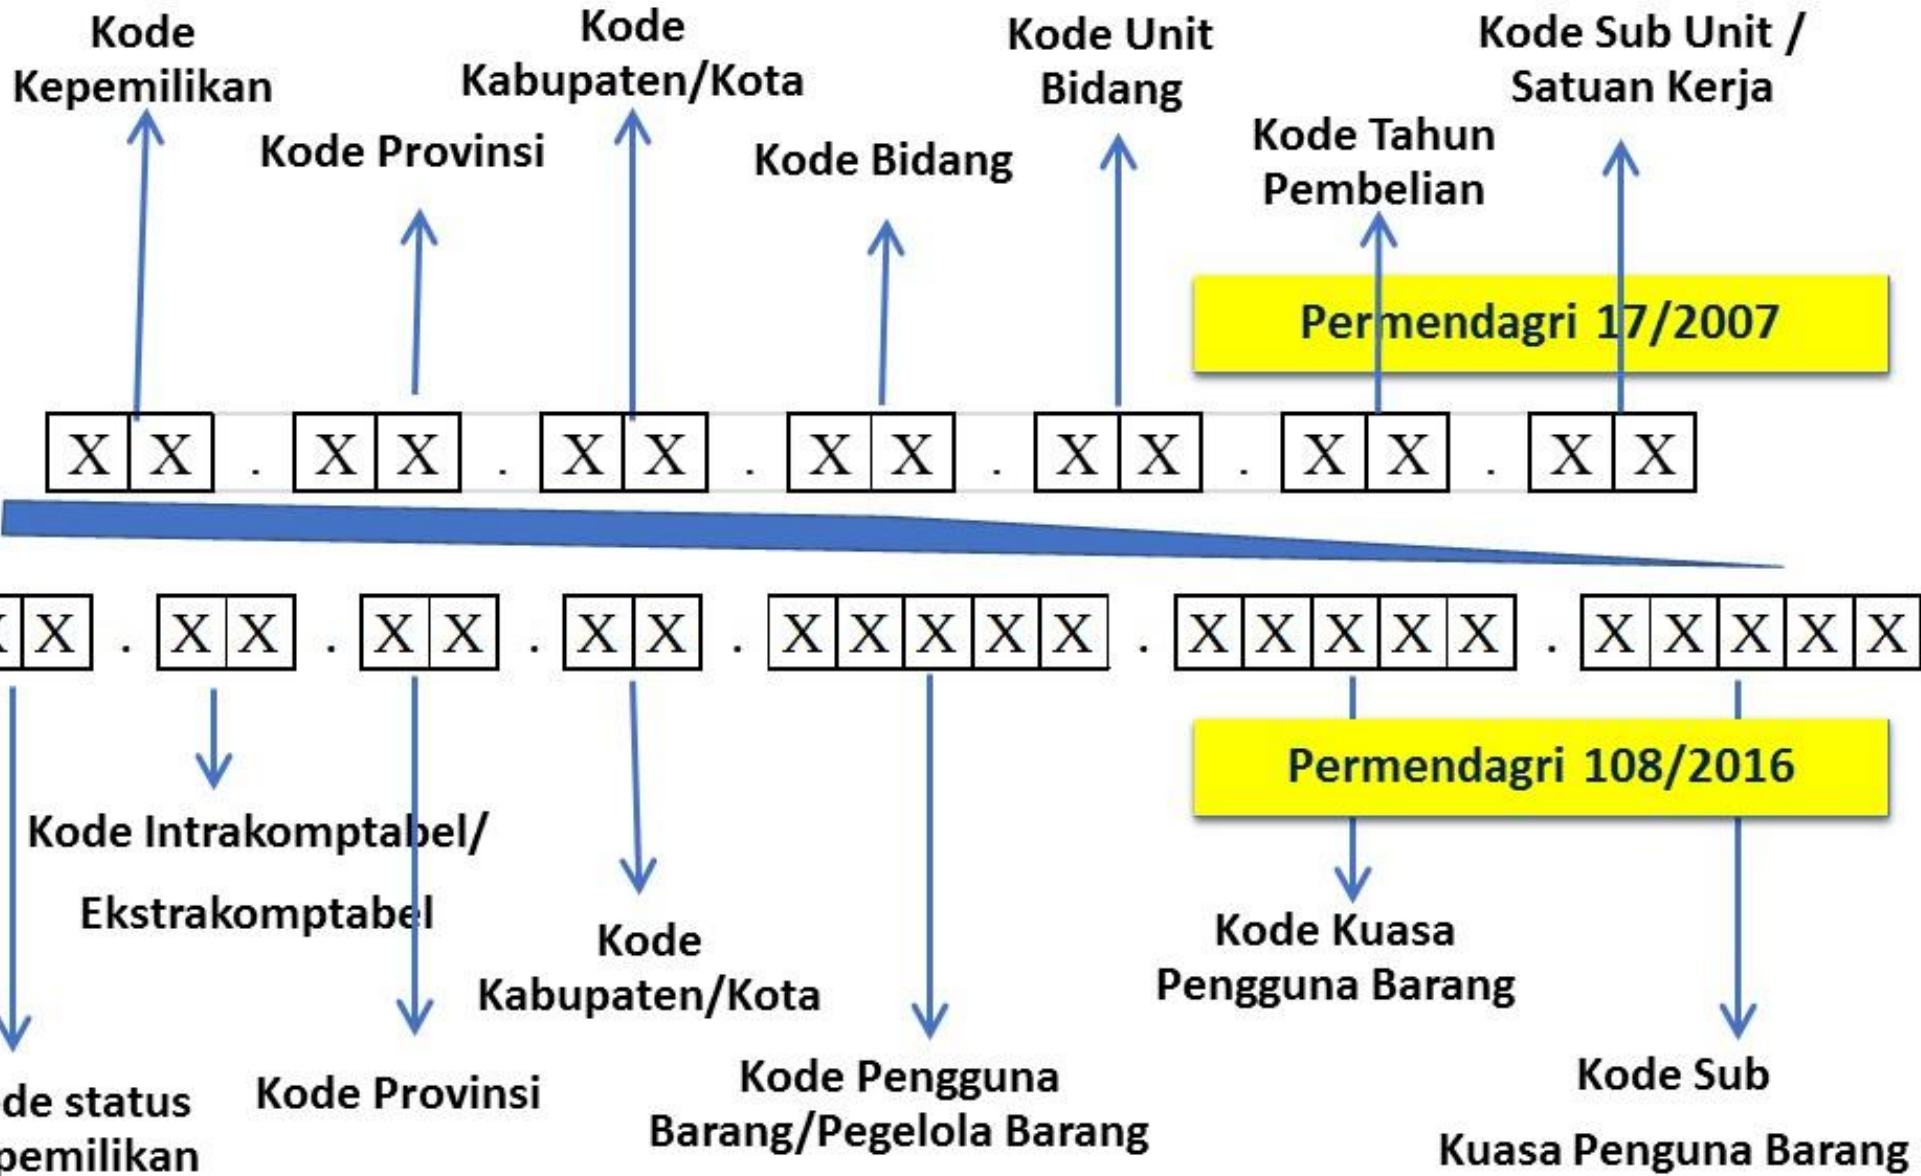 Kode
Kepemilikan
Kode Provinsi
Kode
Kabupaten/Kota
Kode Bidang
Kode Unit
Bidang
Kode Tahun
Pembelian
Kode Sub Unit /
Satuan Kerja
Permendagri 17/2007
X X . X X . X X . X X . X X . X X . X X
X X . X X . X X . X X . X X X X X . X X X X X . X X X X X
Permendagri 108/2016
Kode Intrakomptabel/
Ekstrakomptabel
Kode
Kabupaten/Kota
Kode Kuasa
Pengguna Barang
de status
pemilikan
Kode Provinsi
Kode Pengguna
Barang/Pegelola Barang
Kode Sub
Kuasa Penguna Barang